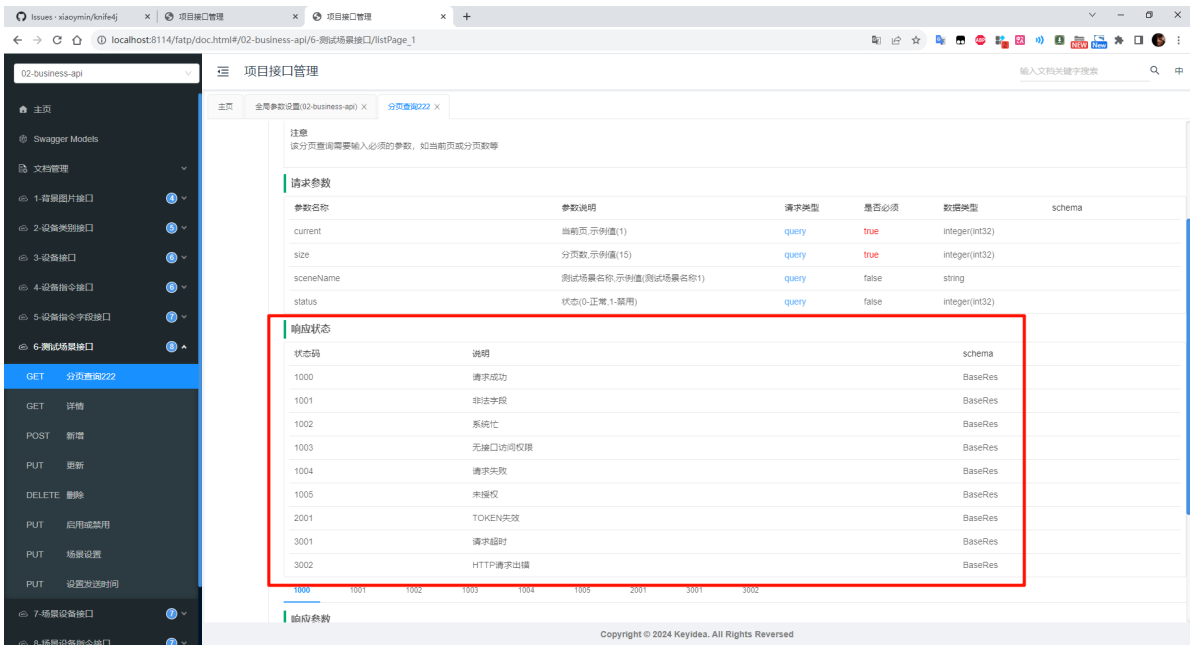 Issues · xiaoymin/knife4j × 项目接口管理 × 项目接口管理 × +
localhost:8114/fatp/doc.html#/02-business-api/6-测试场景接口/listPage_1
02-business-api
项目接口管理
输入文档关键字搜索
中
主页
全局参数设置(02-business-api) ×
分页查询222 ×
主页
Swagger Models
文档管理
1-背景图片接口 4
2-设备类别接口 5
3-设备接口 6
4-设备指令接口 6
5-设备指令字段接口 7
6-测试场景接口 8
GET 分页查询222
GET 详情
POST 新增
PUT 更新
DELETE 删除
PUT 启用或禁用
PUT 场景设置
PUT 设置发送时间
7-场景设备接口 7
8-场景设备指令接口 7
注意
该分页查询需要输入必须的参数，如当前页或分页数等
请求参数
参数名称 参数说明 请求类型 是否必须 数据类型 schema
current 当前页,示例值(1) query true integer(int32)
size 分页数,示例值(15) query true integer(int32)
sceneName 测试场景名称,示例值(测试场景名称1) query false string
status 状态(0-正常,1-禁用) query false integer(int32)
响应状态
状态码 说明 schema
1000 请求成功 BaseRes
1001 非法字段 BaseRes
1002 系统忙 BaseRes
1003 无接口访问权限 BaseRes
1004 请求失败 BaseRes
1005 未授权 BaseRes
2001 TOKEN失效 BaseRes
3001 请求超时 BaseRes
3002 HTTP请求出错 BaseRes
1000 1001 1002 1003 1004 1005 2001 3001 3002
响应参数
Copyright © 2024 Keyidea. All Rights Reversed